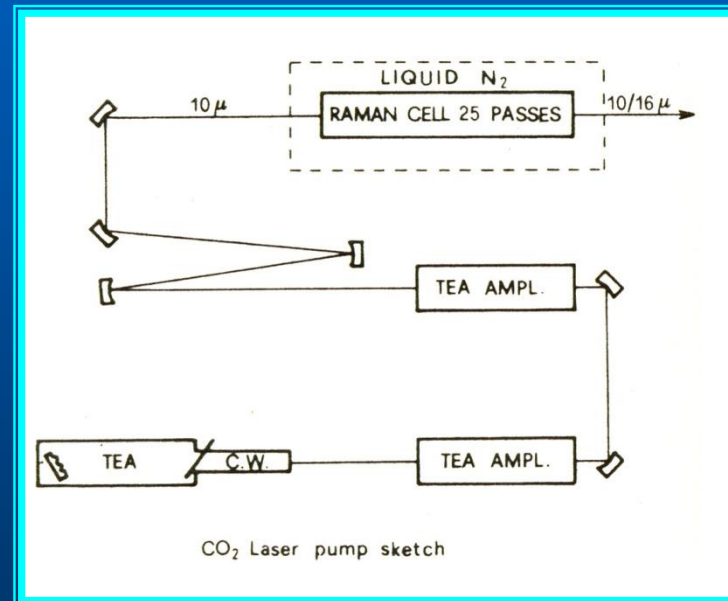 LIQUID N₂
10μ
RAMAN CELL 25 PASSES
10/16 μ
TEA AMPL.
TEA
C.W.
TEA AMPL.
CO₂ Laser pump sketch